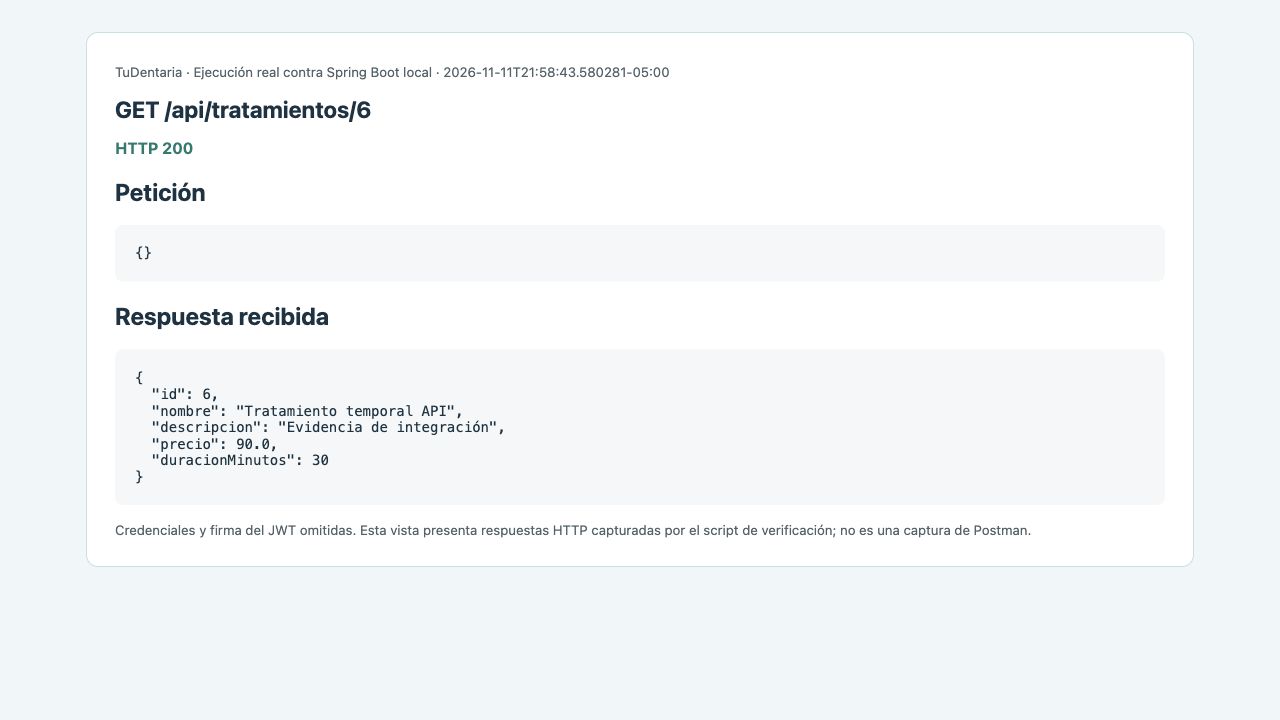 TuDentaria · Ejecución real contra Spring Boot local · 2026-11-11T21:58:43.580281-05:00
GET /api/tratamientos/6
HTTP 200
Petición
{}
Respuesta recibida
{
  "id": 6,
  "nombre": "Tratamiento temporal API",
  "descripcion": "Evidencia de integración",
  "precio": 90.0,
  "duracionMinutos": 30
}
Credenciales y firma del JWT omitidas. Esta vista presenta respuestas HTTP capturadas por el script de verificación; no es una captura de Postman.